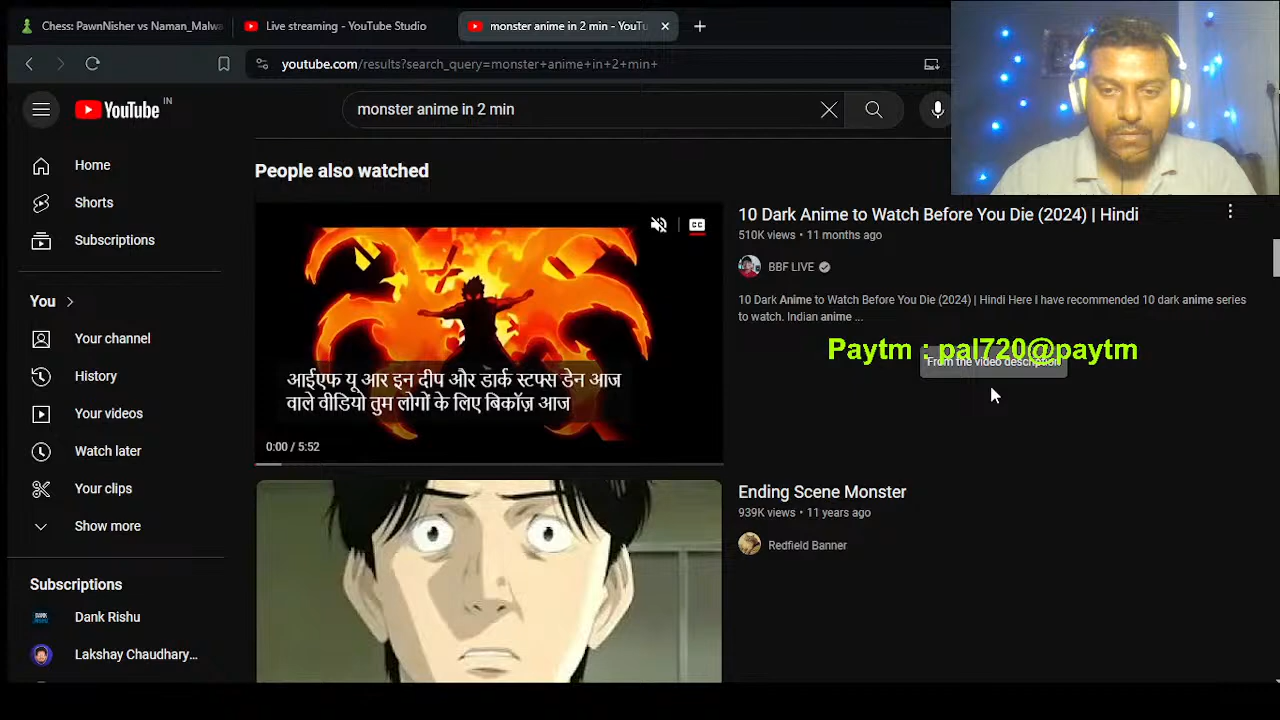 Chess: PawnNisher vs Naman_Malwa
Live streaming - YouTube Studio
monster anime in 2 min - YouTu
youtube.com/results?search_query=monster+anime+in+2+min+
YouTube IN
monster anime in 2 min
Home
Shorts
Subscriptions
You
Your channel
History
Your videos
Watch later
Your clips
Show more
Subscriptions
Dank Rishu
Lakshay Chaudhary...
People also watched
CC
आईएफ यू आर इन दीप और डार्क स्टफ्स डेन आज
वाले वीडियो तुम लोगों के लिए बिकॉज़ आज
0:00 / 5:52
10 Dark Anime to Watch Before You Die (2024) | Hindi
510K views • 11 months ago
BBF LIVE
10 Dark Anime to Watch Before You Die (2024) | Hindi Here I have recommended 10 dark anime series
to watch. Indian anime ...
Paytm : pal720@paytm
From the video description
Ending Scene Monster
939K views • 11 years ago
Redfield Banner